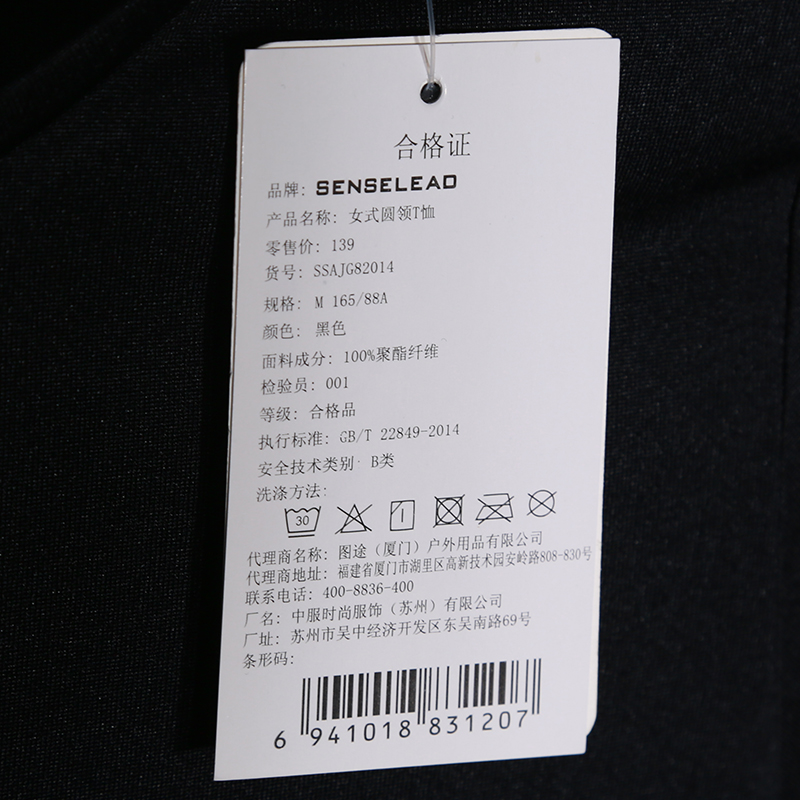 合格证
品牌: SENSELEAD
产品名称: 女式圆领T恤
零售价: 139
货号: SSAJG82014
规格: M 165/88A
颜色: 黑色
面料成分: 100%聚酯纤维
检验员: 001
等级: 合格品
执行标准: GB/T 22849-2014
安全技术类别 B类
洗涤方法:
30
代理商名称: 图途（厦门）户外用品有限公司
代理商地址: 福建省厦门市湖里区高新技术园安岭路808-830号
联系电话: 400-8836-400
厂名: 中服时尚服饰（苏州）有限公司
厂址: 苏州市吴中经济开发区东吴南路69号
条形码:
6 941018 831207